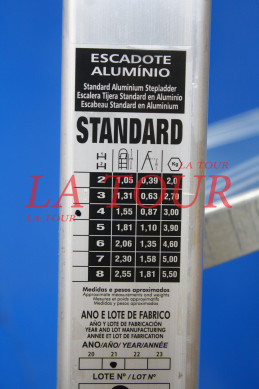 ESCADOTE
ALUMÍNIO
Standard Aluminium Stepladder
Escalera Tijera Standard en Aluminio
Escabeau Standard en Aluminium
STANDARD
Kg
LA TOUR
2 1,05 0,39 2,0
LA TOUR
3 1,31 0,63 2,70
4 1,55 0,87 3,00
5 1,81 1,10 3,90
6 2,06 1,35 4,60
7 2,30 1,58 5,00
8 2,55 1,81 5,50
Medidas e pesos aproximados
Approximate measurements and weights
Mesures et poids approximatifs
Medidas y pesos aproximados
ANO E LOTE DE FABRICO
AÑO Y LOTE DE FABRICACIÓN
YEAR AND LOT MANUFACTURING
ANNÉE ET LOT DE FABRICATION
ANO/AÑO/YEAR/ANNÉE
20 21 22 23
LOTE Nº/LOT Nº